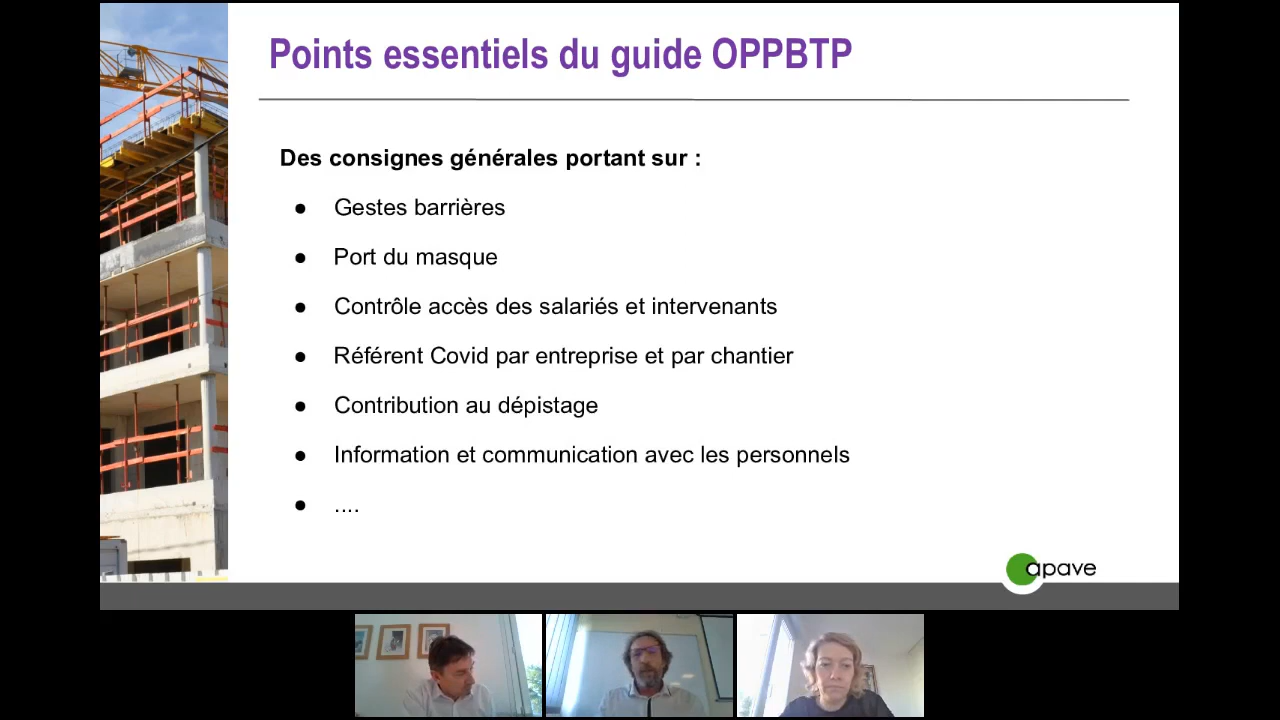 Points essentiels du guide OPPBTP
Des consignes générales portant sur :
● Gestes barrières
● Port du masque
● Contrôle accès des salariés et intervenants
● Référent Covid par entreprise et par chantier
● Contribution au dépistage
● Information et communication avec les personnels
● ....
apave